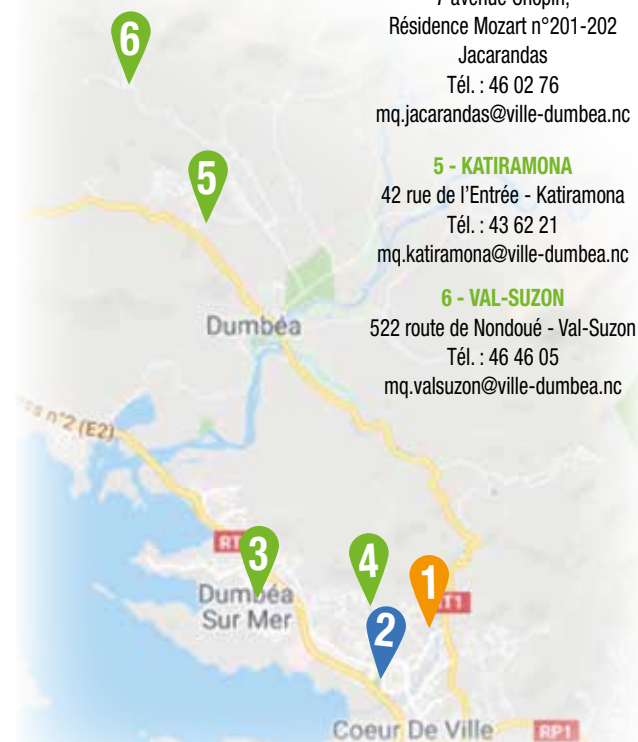 7 avenue Chopin,
Résidence Mozart n°201-202
Jacarandas
Tél. : 46 02 76
mq.jacarandas@ville-dumbea.nc
5 - KATIRAMONA
42 rue de l'Entrée - Katiramona
Tél. : 43 62 21
mq.katiramona@ville-dumbea.nc
6 - VAL-SUZON
522 route de Nondoué - Val-Suzon
Tél. : 46 46 05
mq.valsuzon@ville-dumbea.nc
6
5
Dumbéa
n°2 (E2)
3
4
1
Dumbéa
Sur Mer
2
Coeur De Ville
RP1